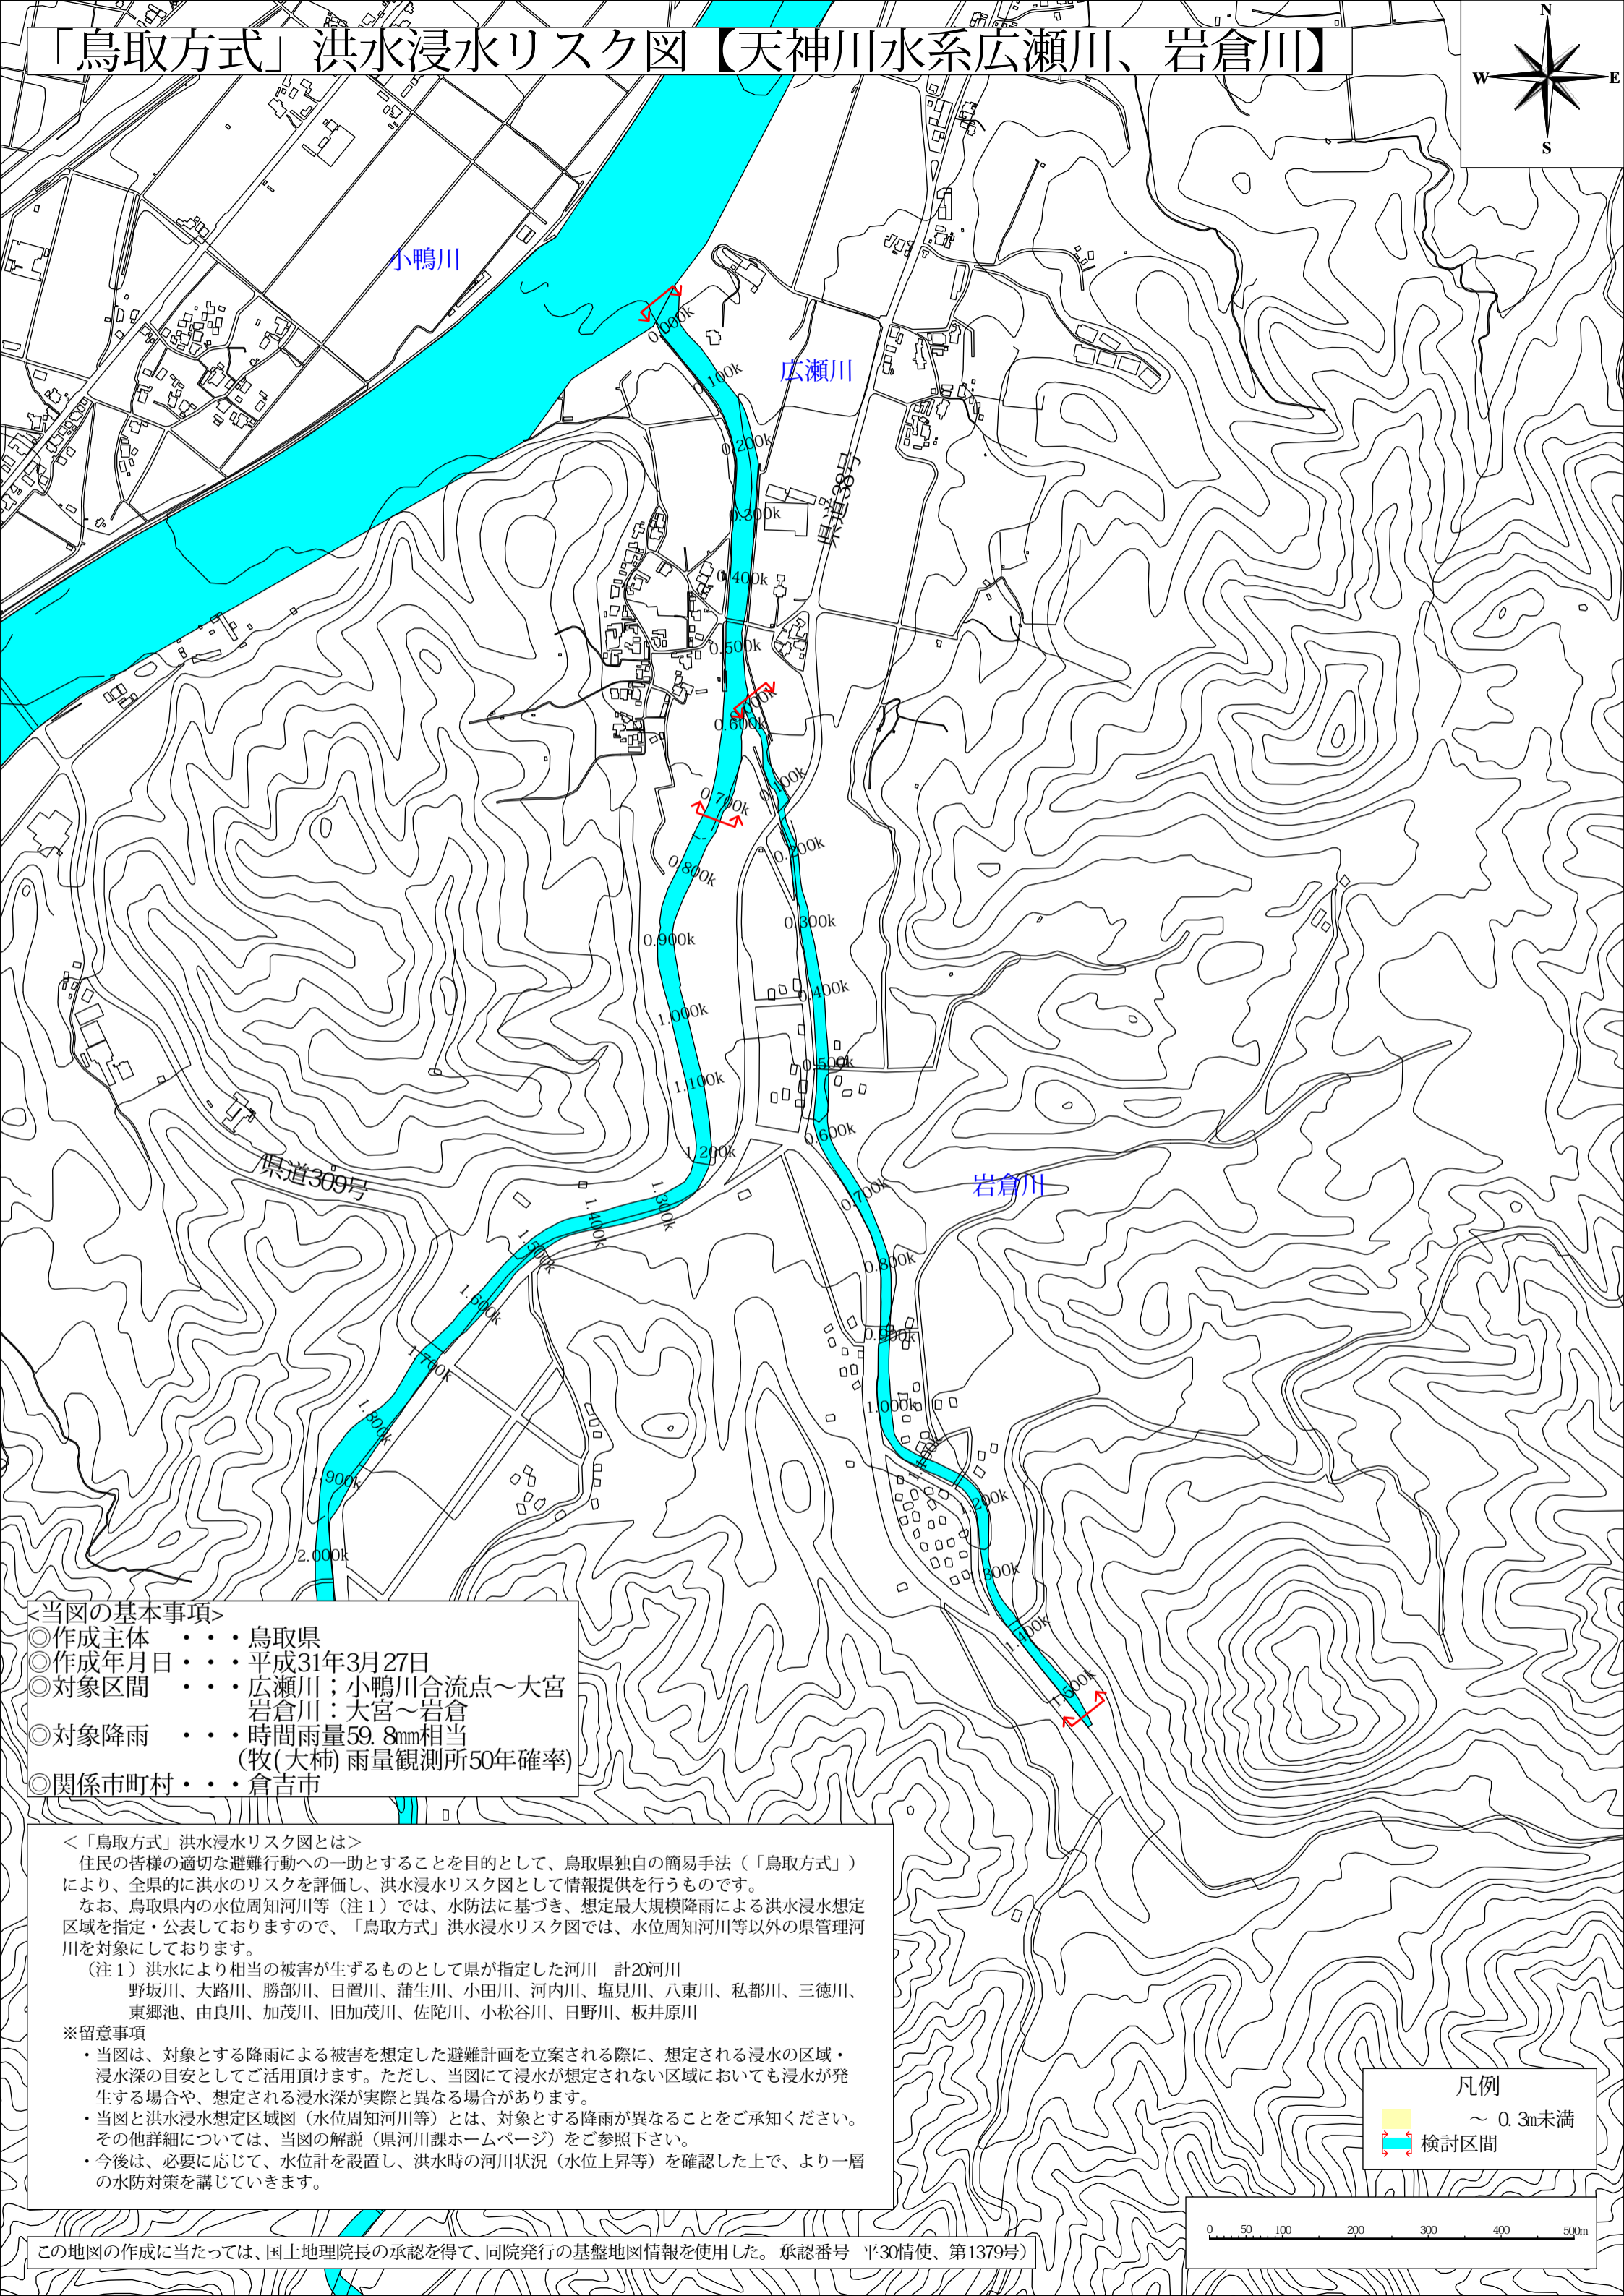 「鳥取方式」洪水浸水リスク図【天神川水系広瀬川、岩倉川】
N
W
E
S
小鴨川
0.000k
広瀬川
0.100k
0.200k
県道38号
0.300k
0.400k
0.500k
0.000k
0.600k
0.100k
0.700k
0.200k
0.800k
0.300k
0.900k
0.400k
1.000k
0.500k
1.100k
0.600k
1.200k
県道309号
岩倉川
0.700k
1.300k
1.400k
1.500k
0.800k
1.600k
0.900k
1.700k
1.000k
1.800k
1.100k
1.900k
1.200k
2.000k
1.300k
1.400k
1.500k
<当図の基本事項>
◎作成主体 ・・・鳥取県
◎作成年月日・・・平成31年3月27日
◎対象区間 ・・・広瀬川；小鴨川合流点～大宮
岩倉川：大宮～岩倉
◎対象降雨 ・・・時間雨量59.8㎜相当
(牧(大柿)雨量観測所50年確率)
◎関係市町村・・・倉吉市
＜「鳥取方式」洪水浸水リスク図とは＞
住民の皆様の適切な避難行動への一助とすることを目的として、鳥取県独自の簡易手法（「鳥取方式」）
により、全県的に洪水のリスクを評価し、洪水浸水リスク図として情報提供を行うものです。
なお、鳥取県内の水位周知河川等（注１）では、水防法に基づき、想定最大規模降雨による洪水浸水想定
区域を指定・公表しておりますので、「鳥取方式」洪水浸水リスク図では、水位周知河川等以外の県管理河
川を対象にしております。
（注１）洪水により相当の被害が生ずるものとして県が指定した河川 計20河川
野坂川、大路川、勝部川、日置川、蒲生川、小田川、河内川、塩見川、八東川、私都川、三徳川、
東郷池、由良川、加茂川、旧加茂川、佐陀川、小松谷川、日野川、板井原川
※留意事項
・当図は、対象とする降雨による被害を想定した避難計画を立案される際に、想定される浸水の区域・
浸水深の目安としてご活用頂けます。ただし、当図にて浸水が想定されない区域においても浸水が発
生する場合や、想定される浸水深が実際と異なる場合があります。
・当図と洪水浸水想定区域図（水位周知河川等）とは、対象とする降雨が異なることをご承知ください。
その他詳細については、当図の解説（県河川課ホームページ）をご参照下さい。
・今後は、必要に応じて、水位計を設置し、洪水時の河川状況（水位上昇等）を確認した上で、より一層
の水防対策を講じていきます。
凡例
～ 0.3m未満
検討区間
0 50 100 200 300 400 500m
この地図の作成に当たっては、国土地理院長の承認を得て、同院発行の基盤地図情報を使用した。（承認番号 平30情使、第1379号）